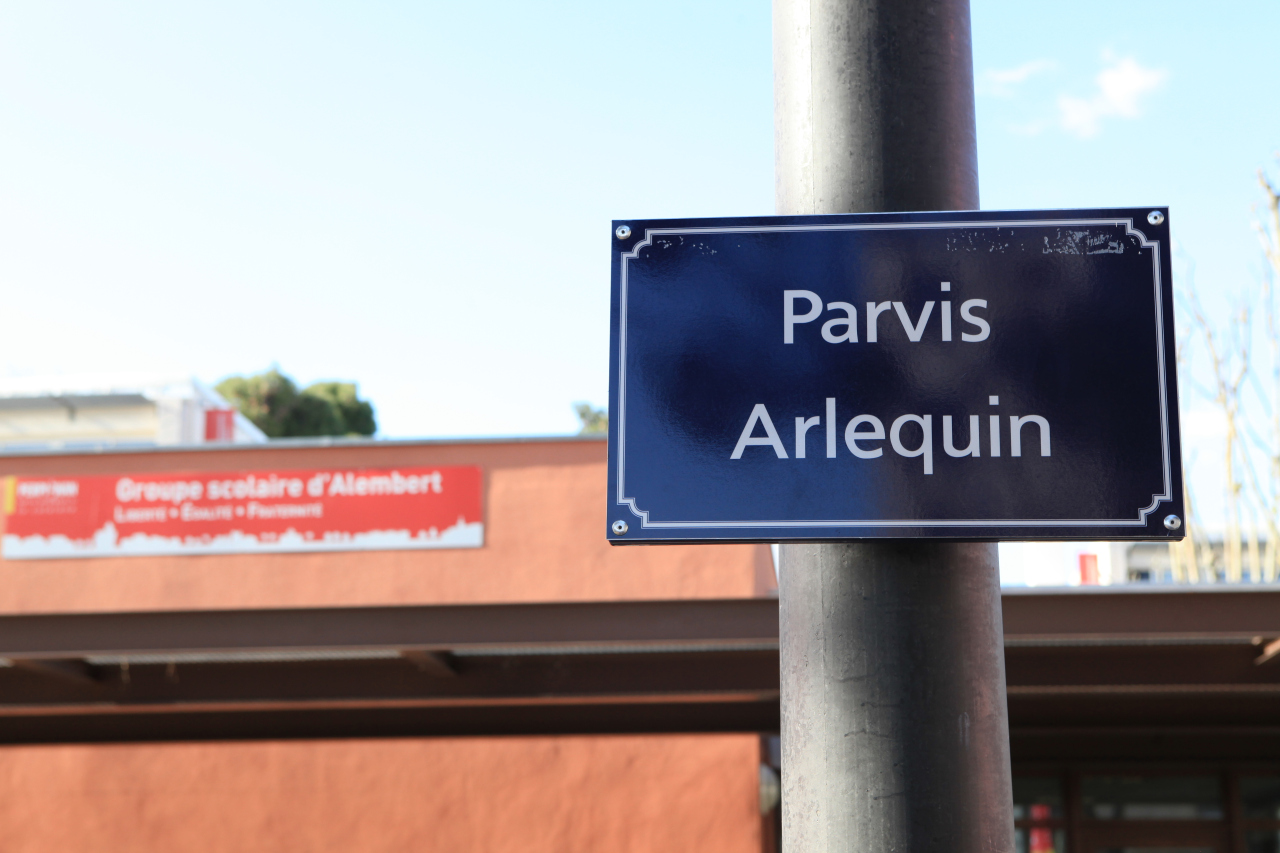 Parvis
Arlequin
Groupe scolaire d'Alembert
LIBERTÉ • ÉGALITÉ • FRATERNITÉ